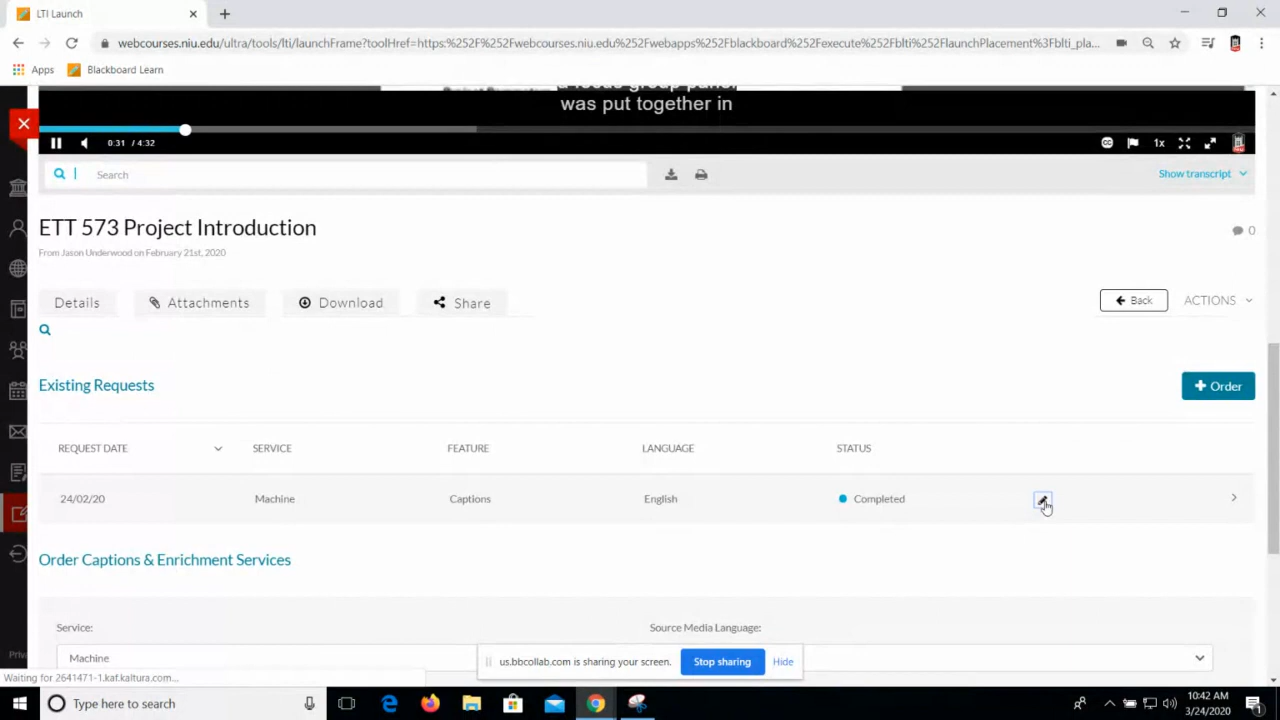 LTI Launch
webcourses.niu.edu/ultra/tools/lti/launchFrame?toolHref=https:%252F%252Fwebcourses.niu.edu%252Fwebapps%252Fblackboard%252Fexecute%252Fblti%252FlaunchPlacement%3Fblti_pla...
Apps
Blackboard Learn
was put together in
0:31 / 4:32
1x
Search
Show transcript
ETT 573 Project Introduction
0
From Jason Underwood on February 21st, 2020
Details
Attachments
Download
Share
Back
ACTIONS
Existing Requests
Order
REQUEST DATE
SERVICE
FEATURE
LANGUAGE
STATUS
24/02/20
Machine
Captions
English
Completed
Order Captions & Enrichment Services
Service:
Source Media Language:
Machine
us.bbcollab.com is sharing your screen.
Stop sharing
Hide
Priv
Waiting for 2641471-1.kaf.kaltura.com...
Type here to search
10:42 AM
3/24/2020
1